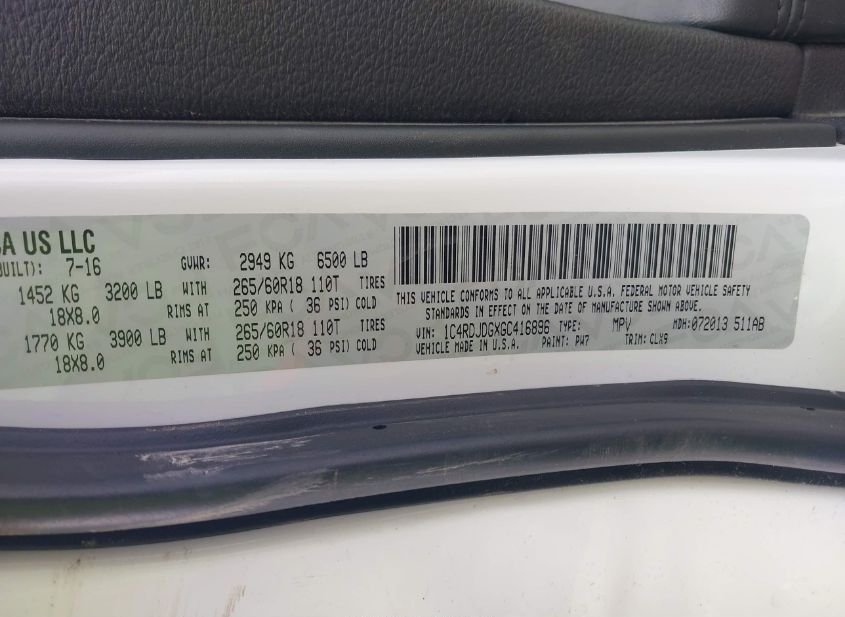 CA US LLC
BUILT): 7-16 GVWR: 2949 KG 6500 LB
1452 KG 3200 LB WITH 265/60R18 110T TIRES
18X8.0 RIMS AT 250 KPA ( 36 PSI) COLD
1770 KG 3900 LB WITH 265/60R18 110T TIRES
18X8.0 RIMS AT 250 KPA ( 36 PSI) COLD
THIS VEHICLE CONFORMS TO ALL APPLICABLE U.S.A. FEDERAL MOTOR VEHICLE SAFETY
STANDARDS IN EFFECT ON THE DATE OF MANUFACTURE SHOWN ABOVE.
VIN: 1C4RDJDGXGC416896 TYPE: MPV MDH: 072013 511AB
VEHICLE MADE IN U.S.A. PAINT: PW7 TRIM: CLX9